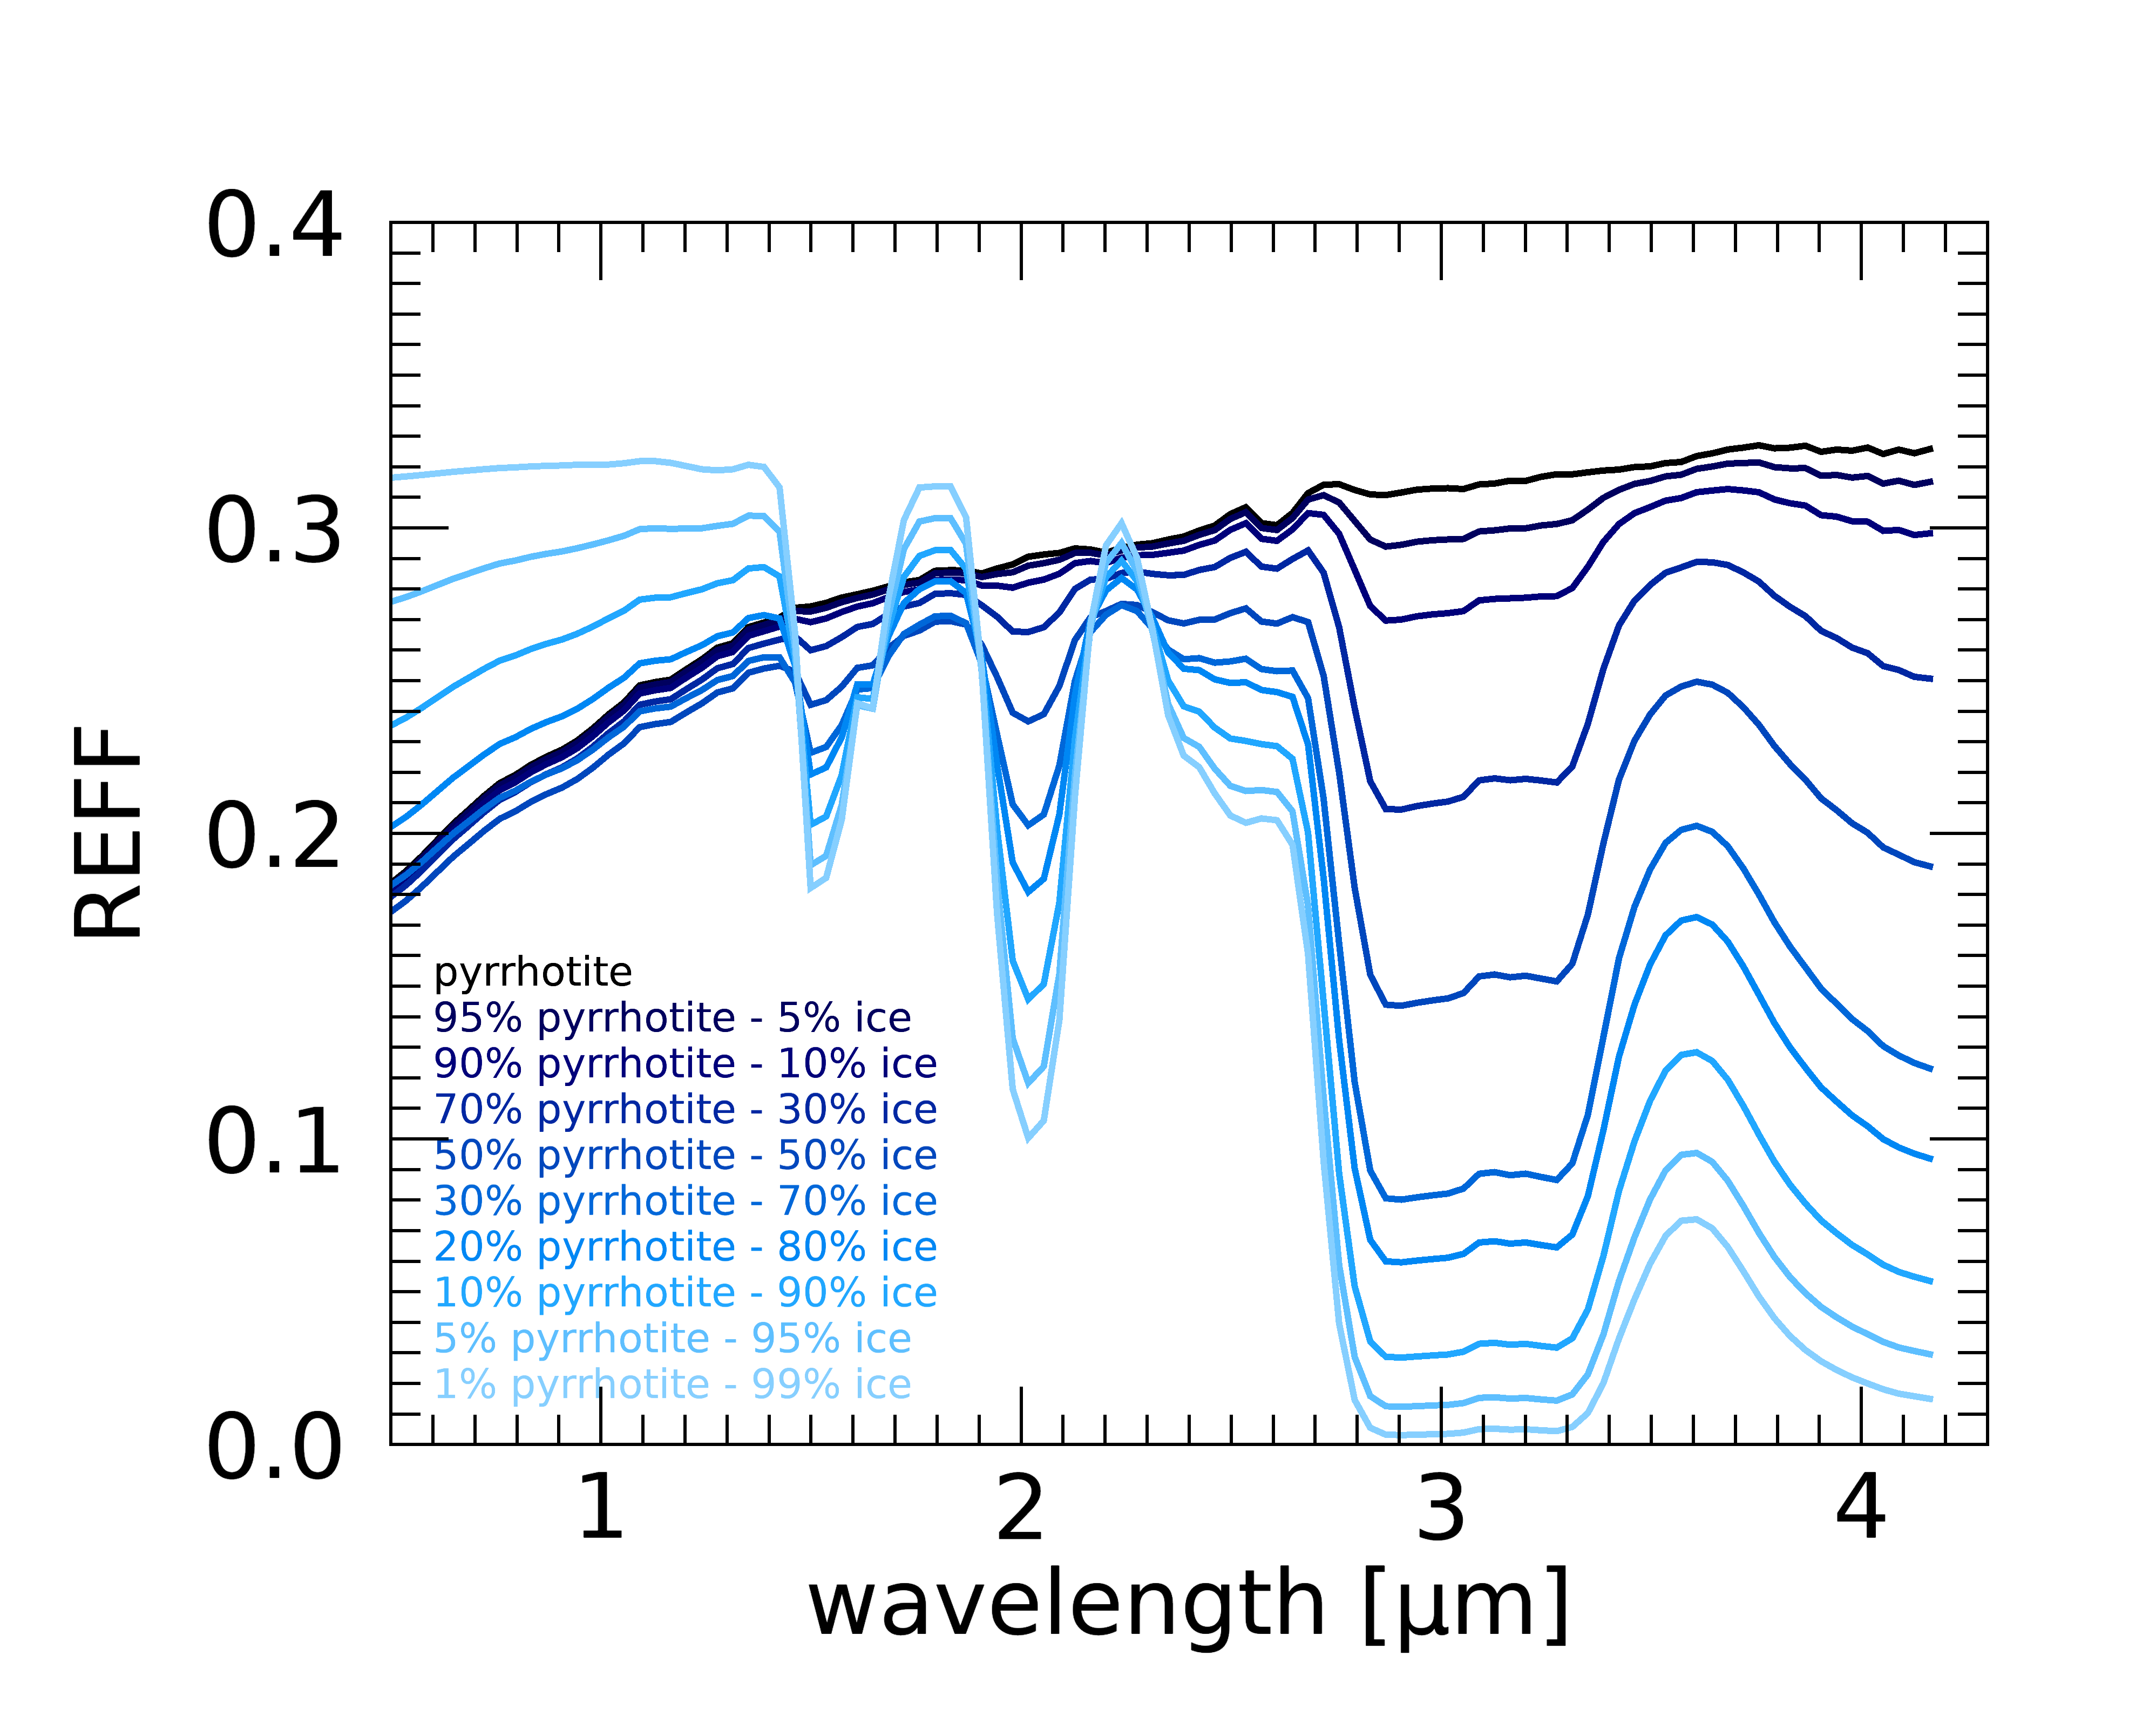 0.4
0.3
0.2
0.1
0.0
REFF
pyrrhotite
95% pyrrhotite - 5% ice
90% pyrrhotite - 10% ice
70% pyrrhotite - 30% ice
50% pyrrhotite - 50% ice
30% pyrrhotite - 70% ice
20% pyrrhotite - 80% ice
10% pyrrhotite - 90% ice
5% pyrrhotite - 95% ice
1% pyrrhotite - 99% ice
1 2 3 4
wavelength [μm]